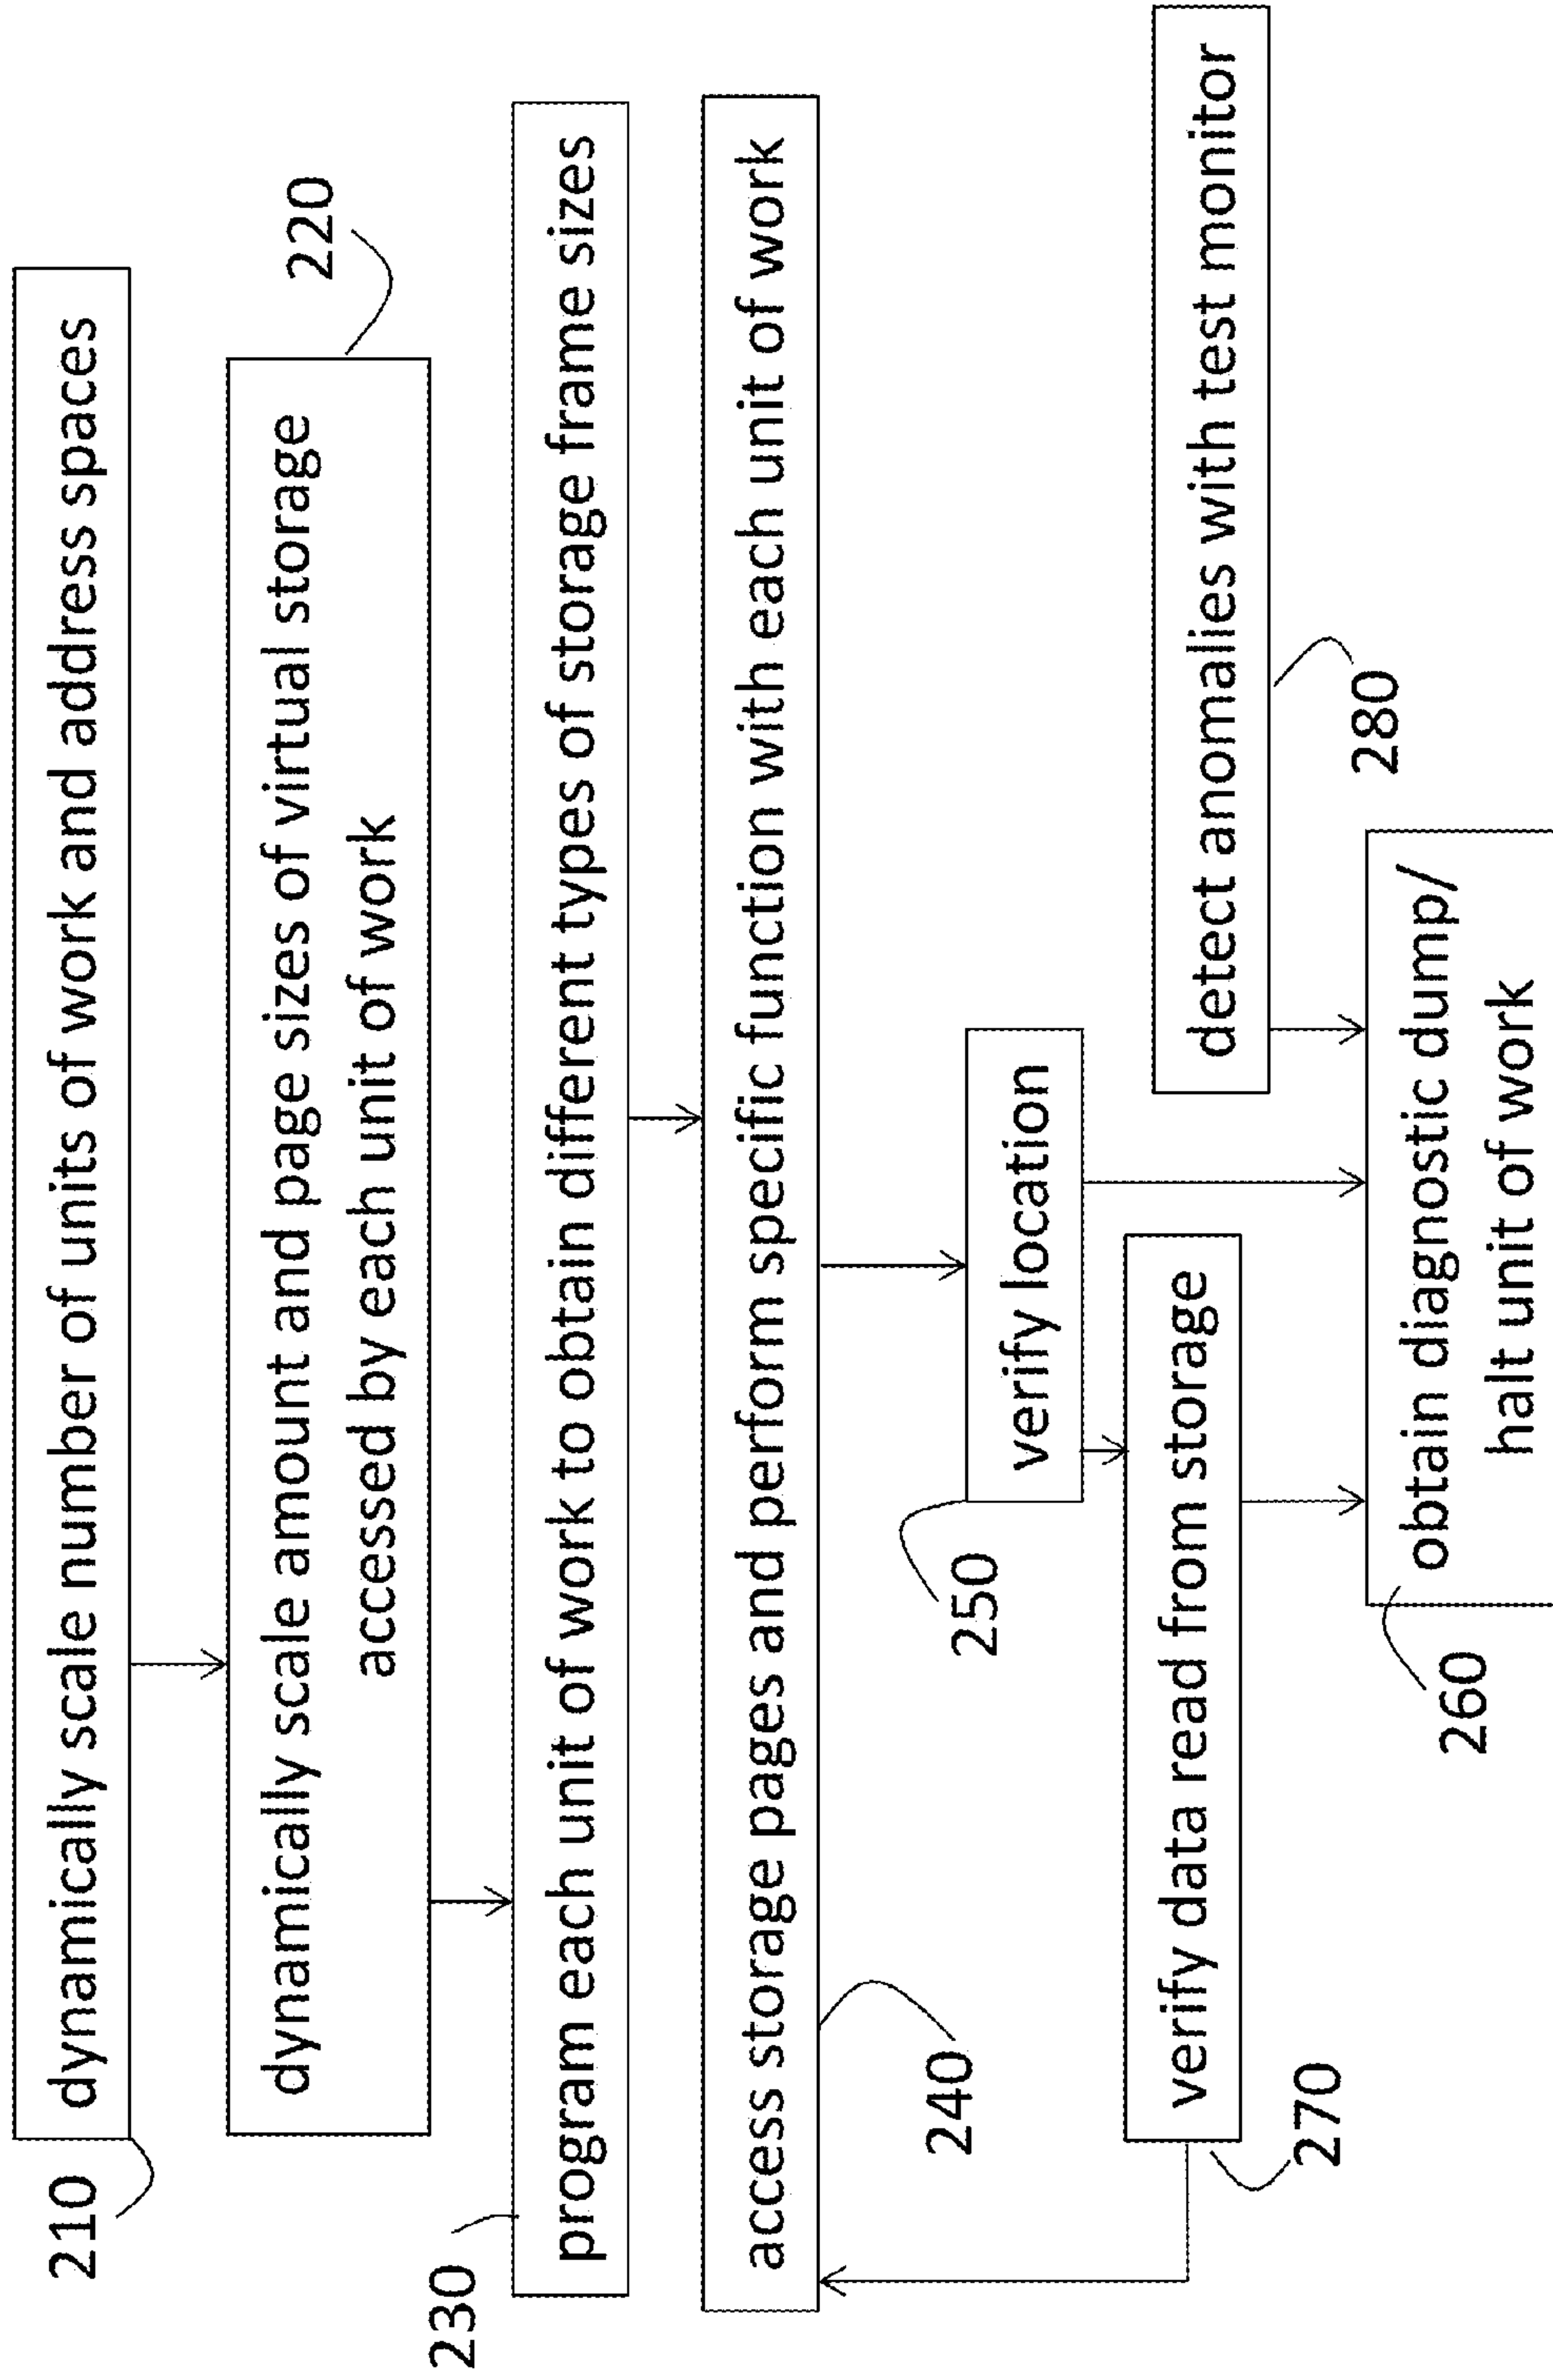 210
dynamically scale number of units of work and address spaces
dynamically scale amount and page sizes of virtual storage
accessed by each unit of work
220
230
program each unit of work to obtain different types of storage frame sizes
access storage pages and perform specific function with each unit of work
240
250
verify location
verify data read from storage
270
detect anomalies with test monitor
280
260
obtain diagnostic dump/
halt unit of work